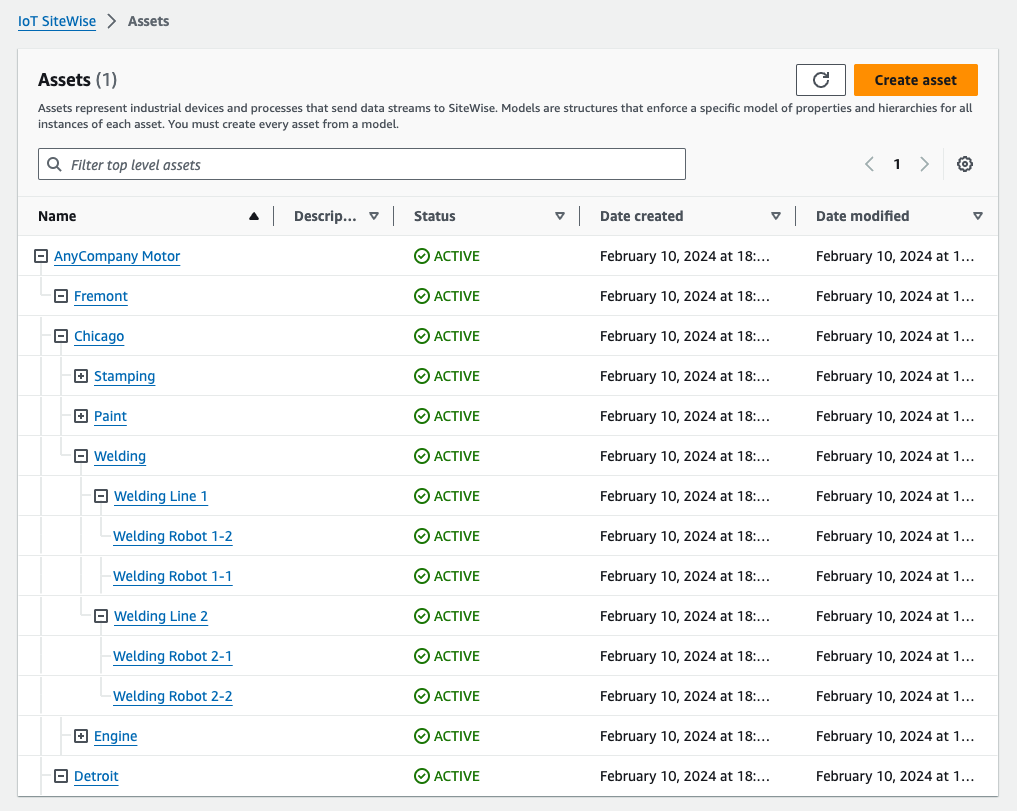 IoT SiteWise > Assets
Assets (1)
Create asset
Assets represent industrial devices and processes that send data streams to SiteWise. Models are structures that enforce a specific model of properties and hierarchies for all
instances of each asset. You must create every asset from a model.
Filter top level assets
1
Name Descrip... Status Date created Date modified
AnyCompany Motor ACTIVE February 10, 2024 at 18:... February 10, 2024 at 1...
Fremont ACTIVE February 10, 2024 at 18:... February 10, 2024 at 1...
Chicago ACTIVE February 10, 2024 at 18:... February 10, 2024 at 1...
Stamping ACTIVE February 10, 2024 at 18:... February 10, 2024 at 1...
Paint ACTIVE February 10, 2024 at 18:... February 10, 2024 at 1...
Welding ACTIVE February 10, 2024 at 18:... February 10, 2024 at 1...
Welding Line 1 ACTIVE February 10, 2024 at 18:... February 10, 2024 at 1...
Welding Robot 1-2 ACTIVE February 10, 2024 at 18:... February 10, 2024 at 1...
Welding Robot 1-1 ACTIVE February 10, 2024 at 18:... February 10, 2024 at 1...
Welding Line 2 ACTIVE February 10, 2024 at 18:... February 10, 2024 at 1...
Welding Robot 2-1 ACTIVE February 10, 2024 at 18:... February 10, 2024 at 1...
Welding Robot 2-2 ACTIVE February 10, 2024 at 18:... February 10, 2024 at 1...
Engine ACTIVE February 10, 2024 at 18:... February 10, 2024 at 1...
Detroit ACTIVE February 10, 2024 at 18:... February 10, 2024 at 1...